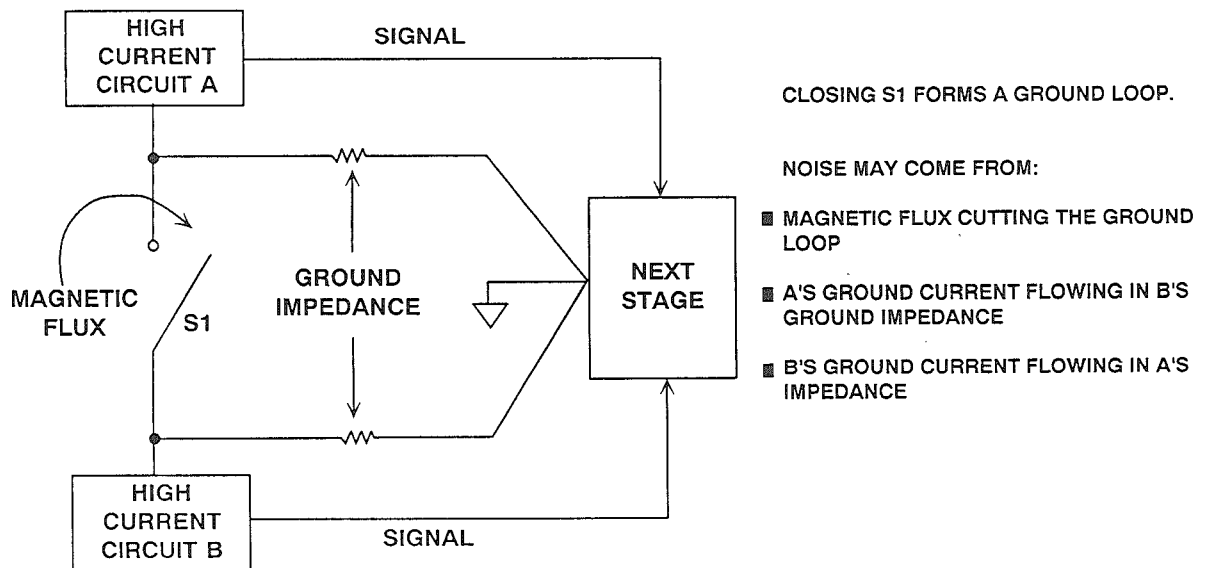 HIGH
CURRENT
CIRCUIT A
SIGNAL
MAGNETIC
FLUX
S1
GROUND
IMPEDANCE
NEXT
STAGE
HIGH
CURRENT
CIRCUIT B
SIGNAL
CLOSING S1 FORMS A GROUND LOOP.
NOISE MAY COME FROM:
■ MAGNETIC FLUX CUTTING THE GROUND
LOOP
■ A'S GROUND CURRENT FLOWING IN B'S
GROUND IMPEDANCE
■ B'S GROUND CURRENT FLOWING IN A'S
IMPEDANCE